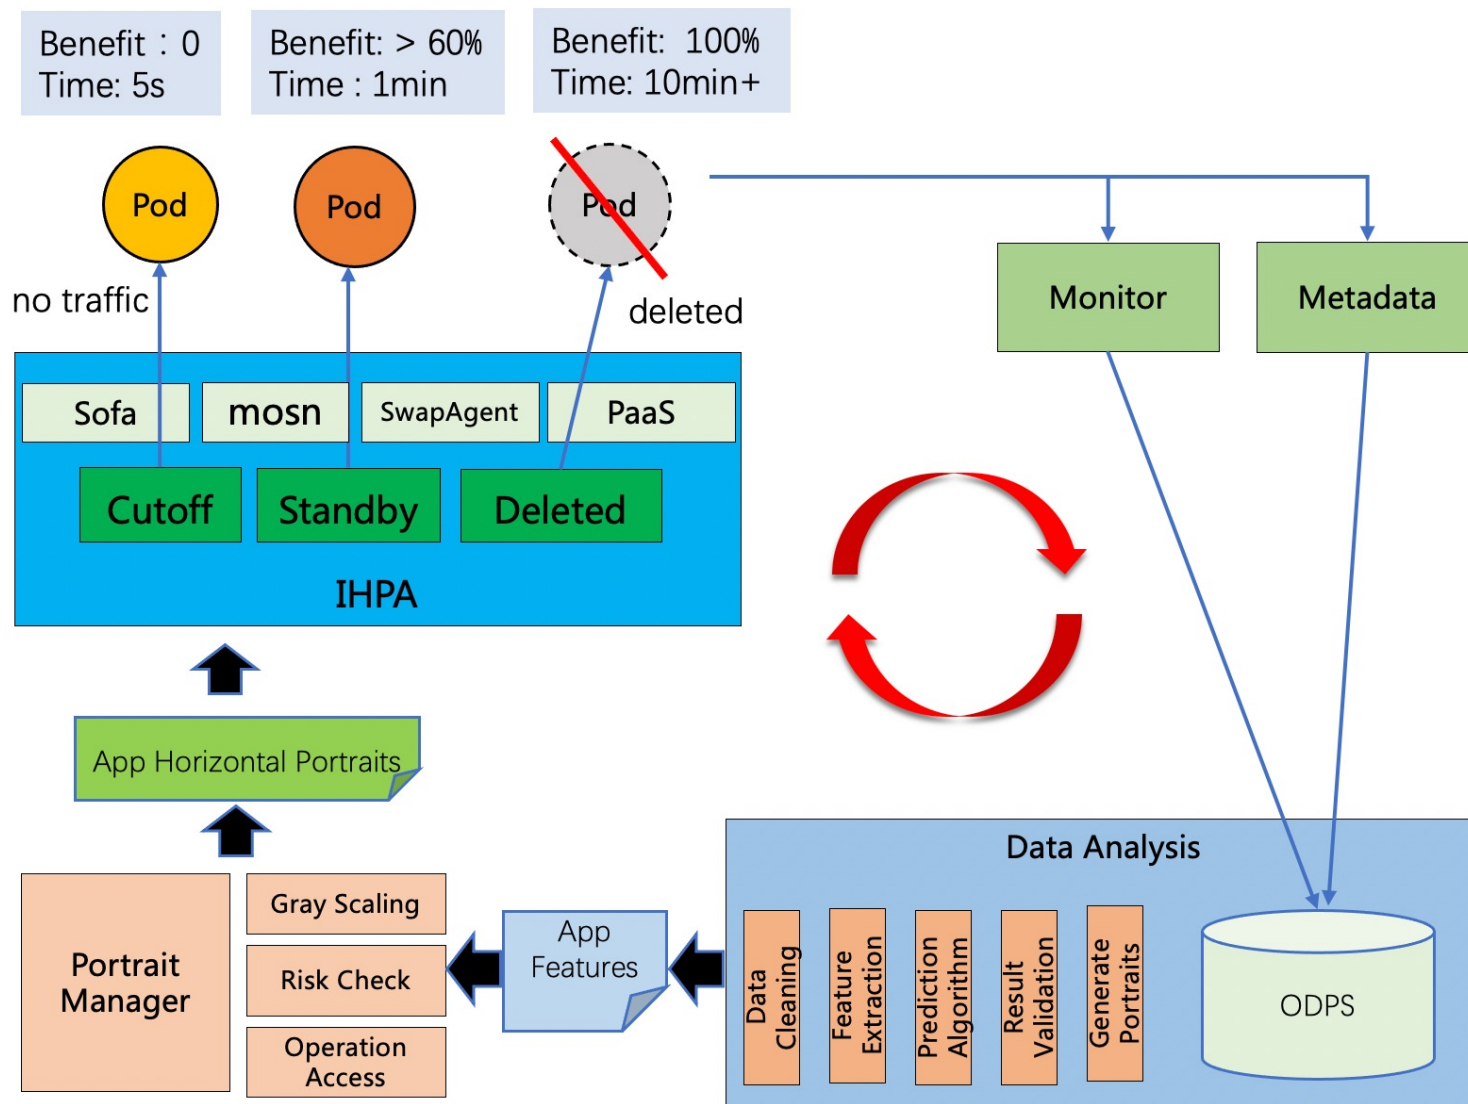 Benefit : 0
Time: 5s
Benefit: > 60%
Time : 1min
Benefit: 100%
Time: 10min+
Pod
Pod
Pod
no traffic
deleted
Monitor
Metadata
Sofa
mosn
SwapAgent
PaaS
Cutoff
Standby
Deleted
IHPA
App Horizontal Portraits
Portrait
Manager
Gray Scaling
Risk Check
Operation
Access
App
Features
Data Analysis
Data
Cleaning
Feature
Extraction
Prediction
Algorithm
Result
Validation
Generate
Portraits
ODPS